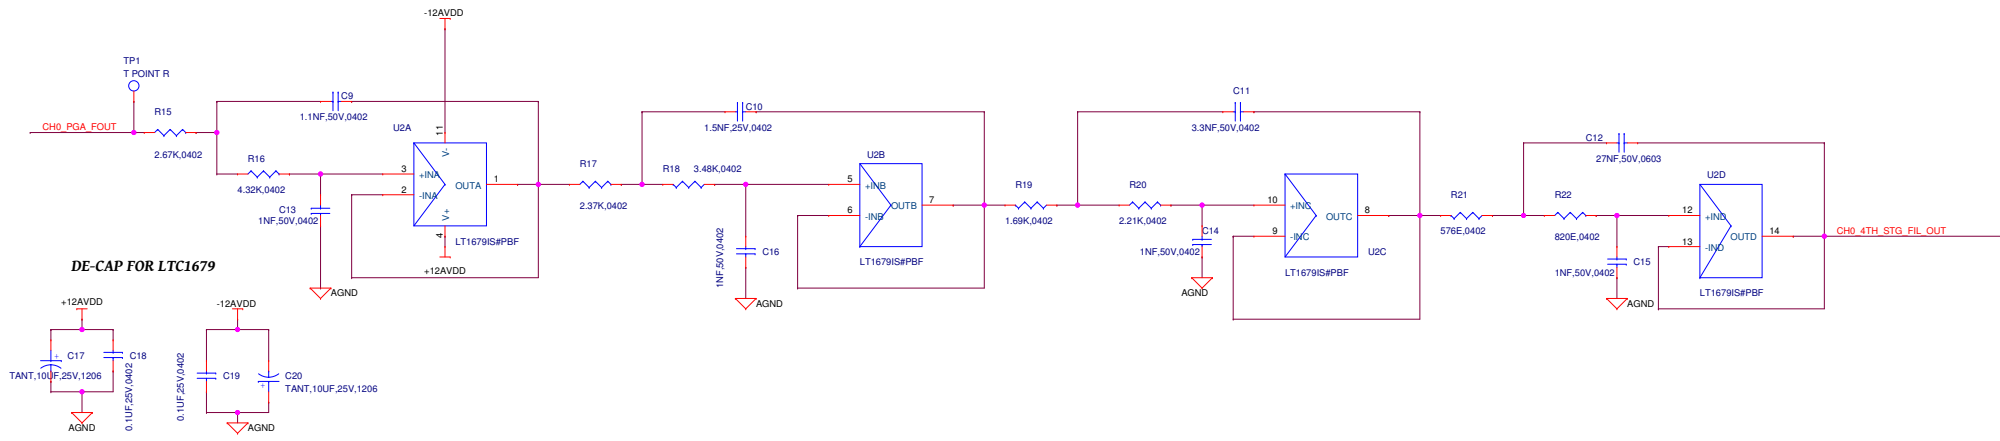 -12AVDD
TP1
T POINT R
CH0_PGA_FOUT
R15
2.67K,0402
C9
1.1NF,50V,0402
U2A
R16
4.32K,0402
C13
1NF,50V,0402
AGND
3
+INA
2
-INA
11
V-
V+
4
OUTA
1
LT1679IS#PBF
+12AVDD
R17
2.37K,0402
C10
1.5NF,25V,0402
R18
3.48K,0402
U2B
5
+INB
6
-INB
OUTB
7
LT1679IS#PBF
C16
1NF,50V,0402
AGND
R19
1.69K,0402
C11
3.3NF,50V,0402
R20
2.21K,0402
C14
1NF,50V,0402
AGND
10
+INC
9
-INC
OUTC
8
LT1679IS#PBF
U2C
R21
576E,0402
C12
27NF,50V,0603
R22
820E,0402
C15
1NF,50V,0402
AGND
U2D
12
+IND
13
-IND
OUTD
14
LT1679IS#PBF
CH0_4TH_STG_FIL_OUT
DE-CAP FOR LTC1679
+12AVDD
+
C17
TANT,10UF,25V,1206
C18
0.1UF,25V,0402
AGND
-12AVDD
C19
0.1UF,25V,0402
C20
+
TANT,10UF,25V,1206
AGND